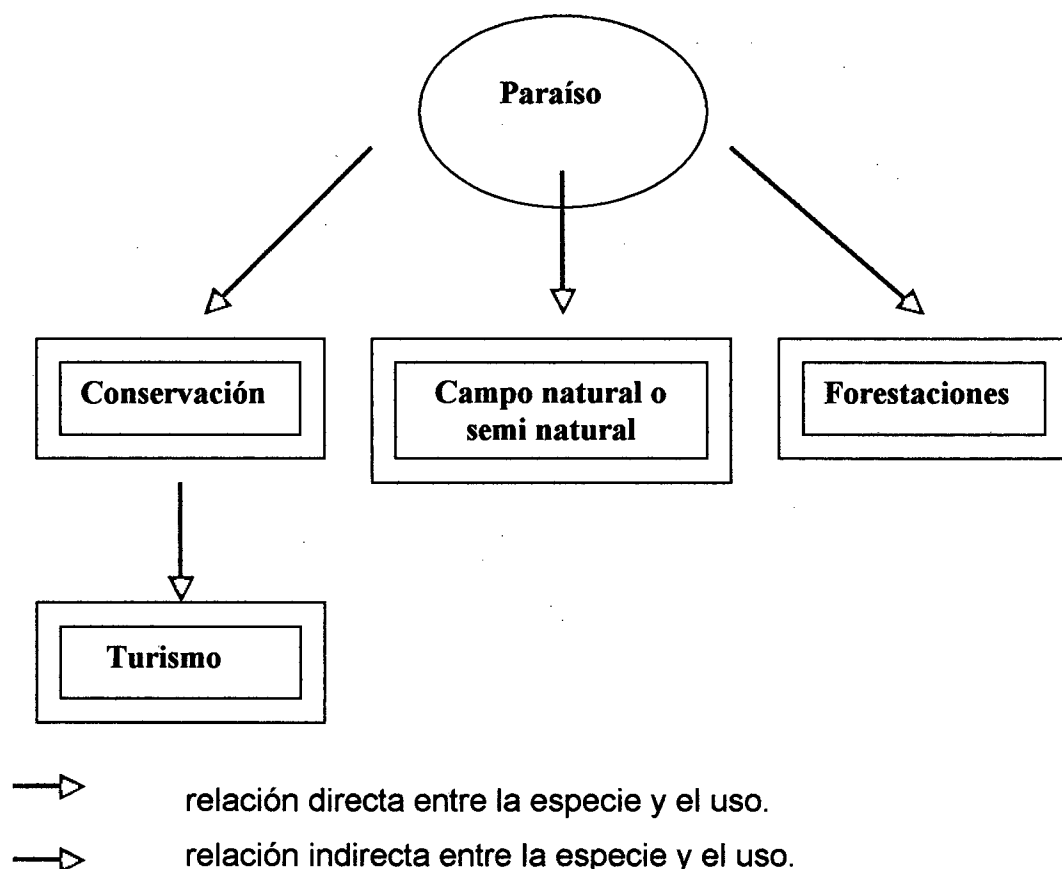 Paraíso
Conservación
Campo natural o
semi natural
Forestaciones
Turismo
relación directa entre la especie y el uso.
relación indirecta entre la especie y el uso.